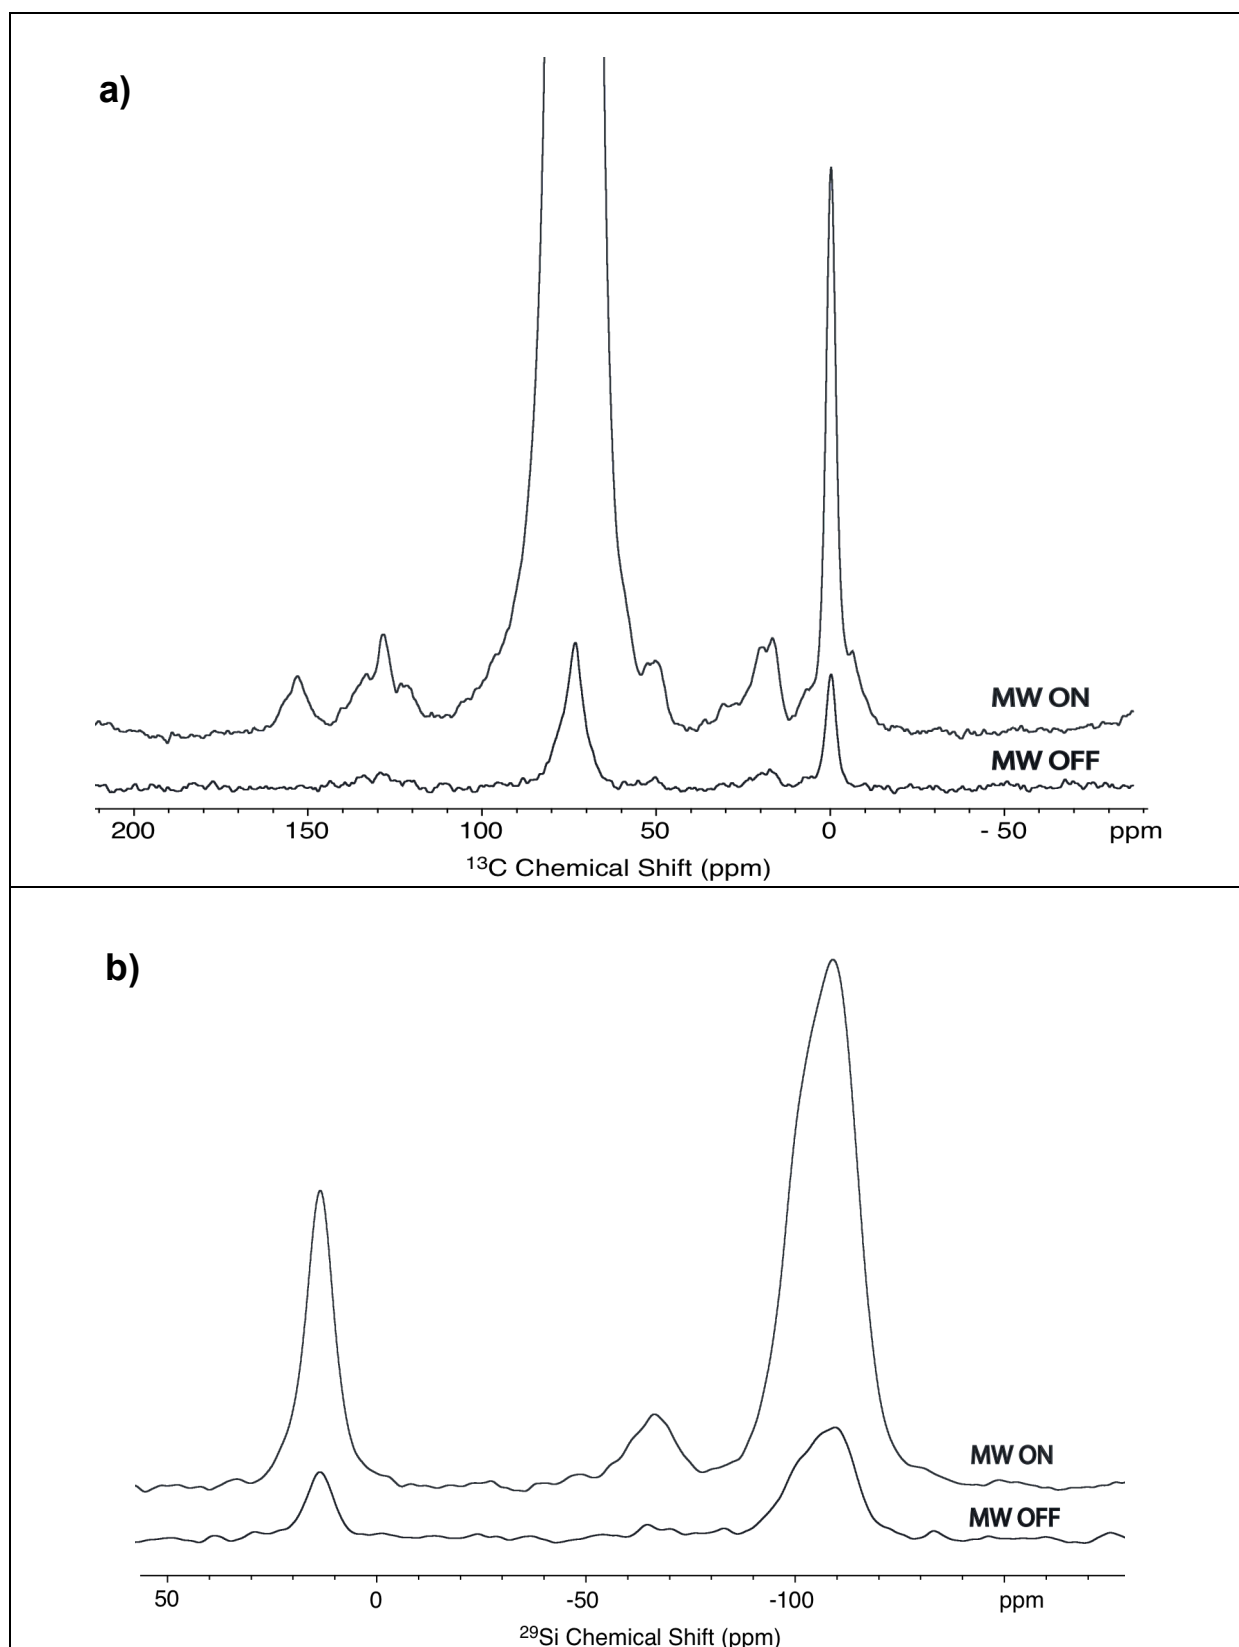 a)
MW ON
MW OFF
200 150 100 50 0 - 50 ppm
¹³C Chemical Shift (ppm)
b)
MW ON
MW OFF
50 0 -50 -100 ppm
²⁹Si Chemical Shift (ppm)